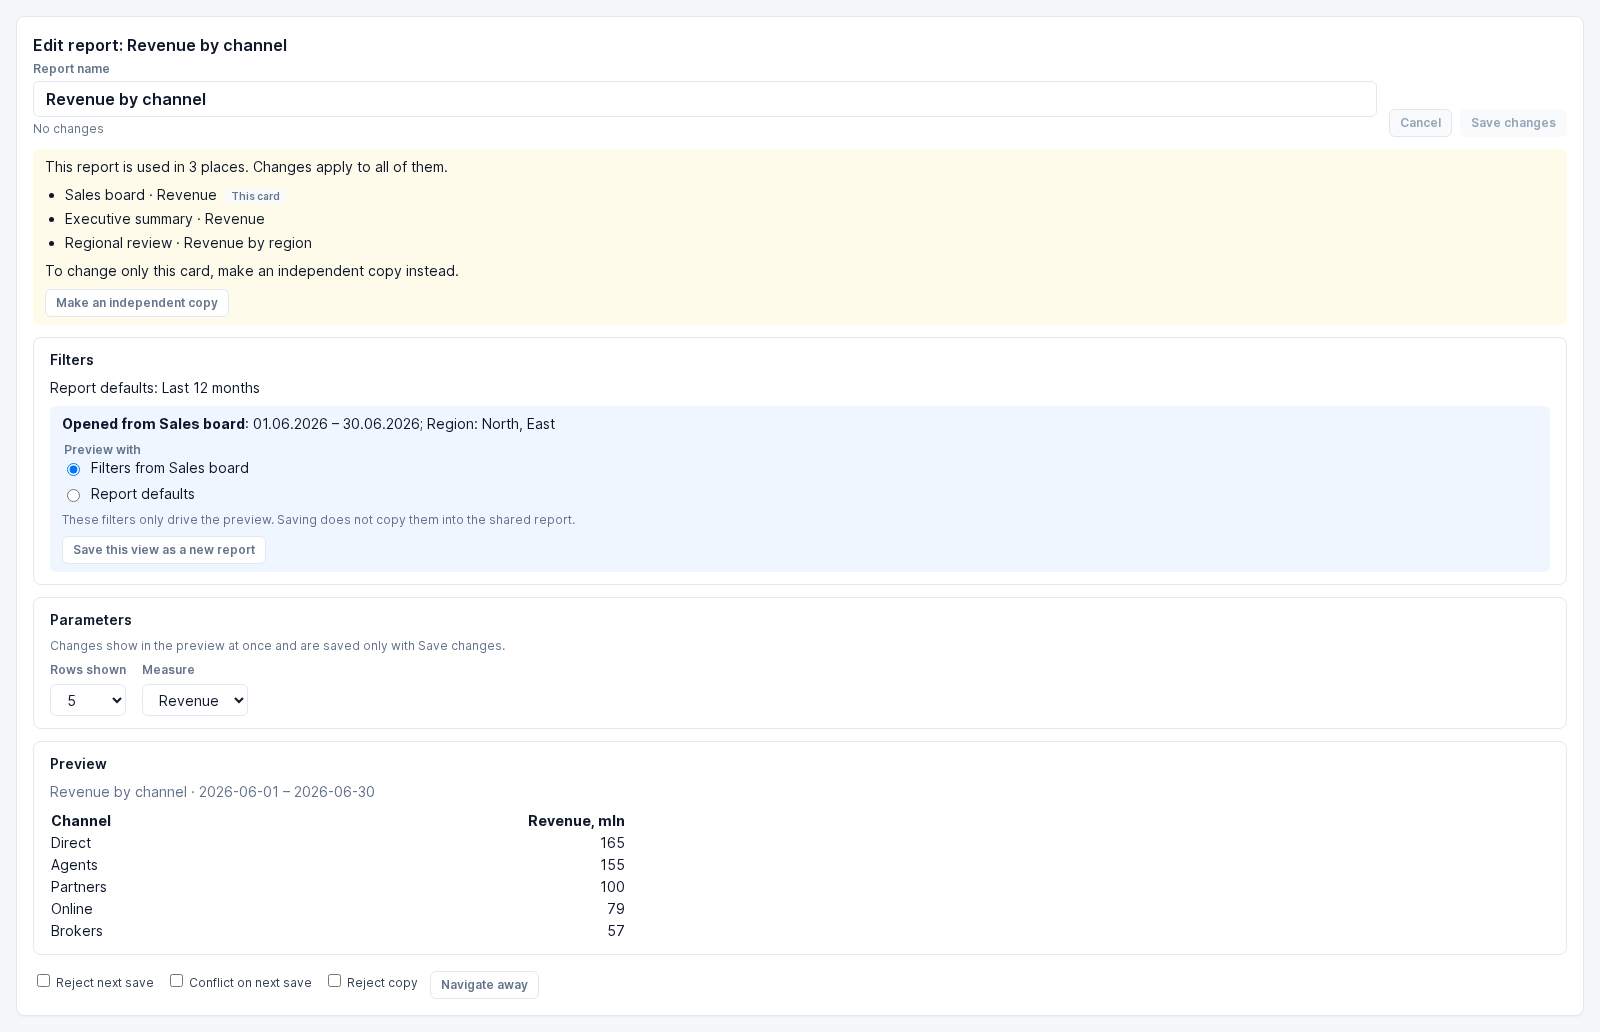 Edit report: Revenue by channel
Report name
Revenue by channel
No changes
Cancel
Save changes
This report is used in 3 places. Changes apply to all of them.
Sales board · Revenue This card
Executive summary · Revenue
Regional review · Revenue by region
To change only this card, make an independent copy instead.
Make an independent copy
Filters
Report defaults: Last 12 months
Opened from Sales board: 01.06.2026 – 30.06.2026; Region: North, East
Preview with
Filters from Sales board
Report defaults
These filters only drive the preview. Saving does not copy them into the shared report.
Save this view as a new report
Parameters
Changes show in the preview at once and are saved only with Save changes.
Rows shown Measure
5 Revenue
Preview
Revenue by channel · 2026-06-01 – 2026-06-30
Channel Revenue, mln
Direct 165
Agents 155
Partners 100
Online 79
Brokers 57
Reject next save Conflict on next save Reject copy Navigate away